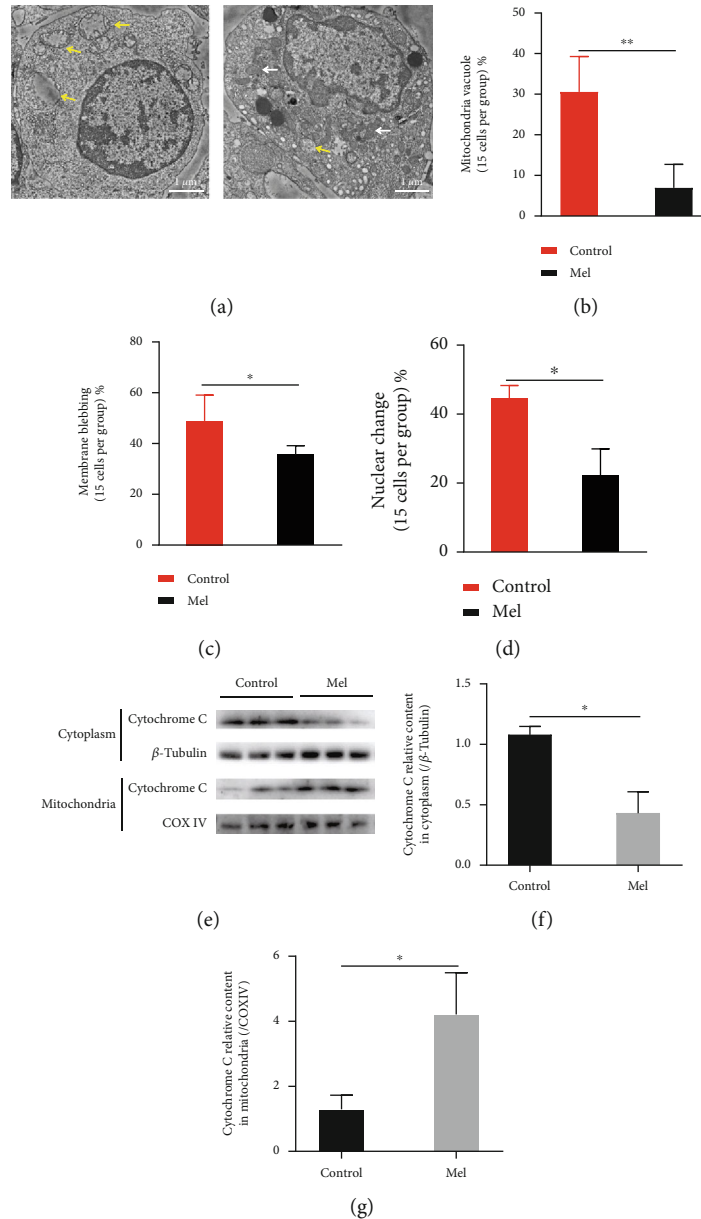 1 μm
1 μm
(a)
Mitochondria vacuole
(15 cells per group) %
50
40
30
20
10
0
**
Control
Mel
(b)
Membrane blebbing
(15 cells per group) %
80
60
40
20
0
*
Control
Mel
(c)
Nuclear change
(15 cells per group) %
60
40
20
0
*
Control
Mel
(d)
Control Mel
Cytoplasm
Cytochrome C
β-Tubulin
Mitochondria
Cytochrome C
COX IV
(e)
Cytochrome C relative content
in cytoplasm (/β-Tubulin)
1.5
1.0
0.5
0.0
*
Control Mel
(f)
Cytochrome C relative content
in mitochondria (/COXIV)
6
4
2
0
*
Control Mel
(g)